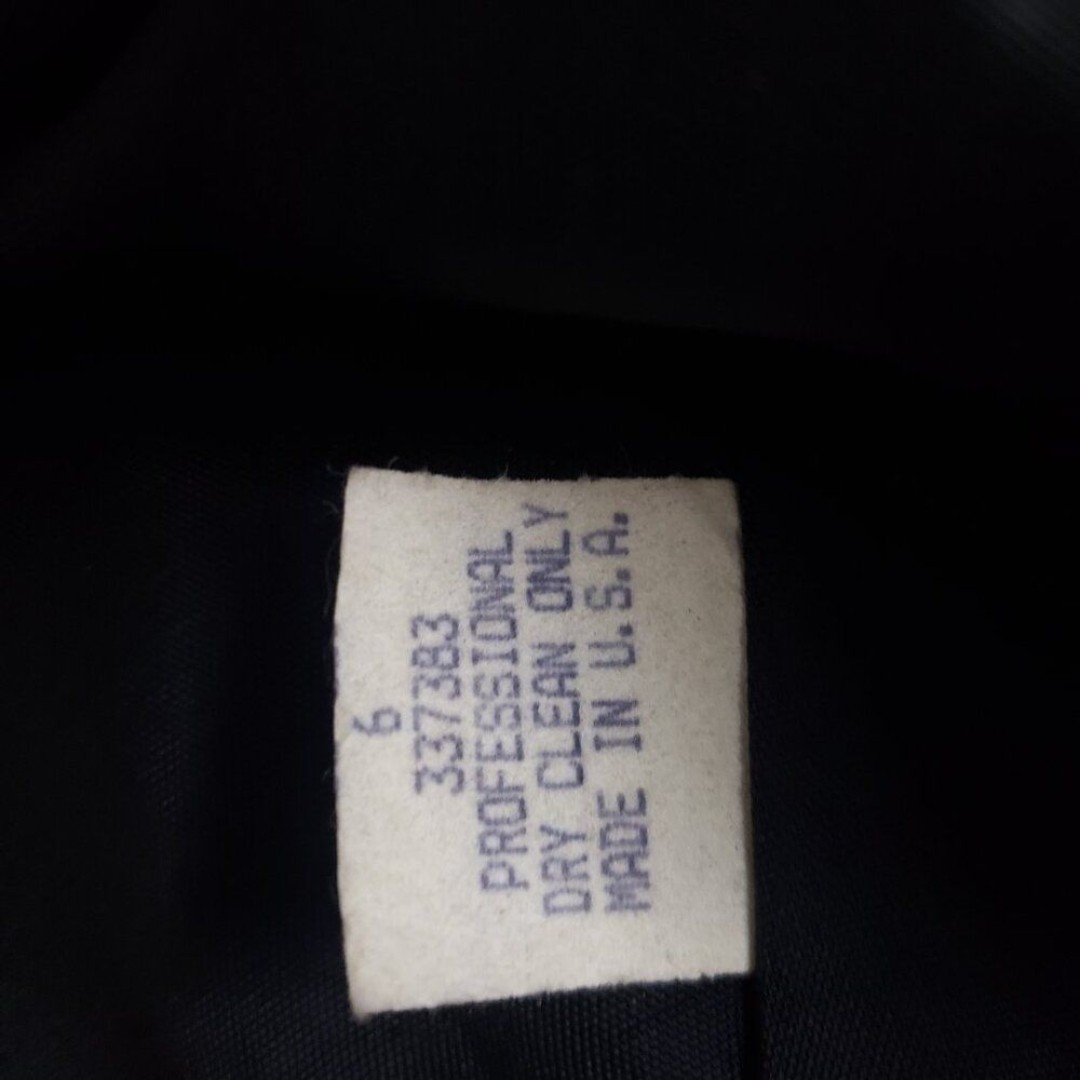 6
337383
PROFESSIONAL
DRY CLEAN ONLY
MADE IN U.S.A.